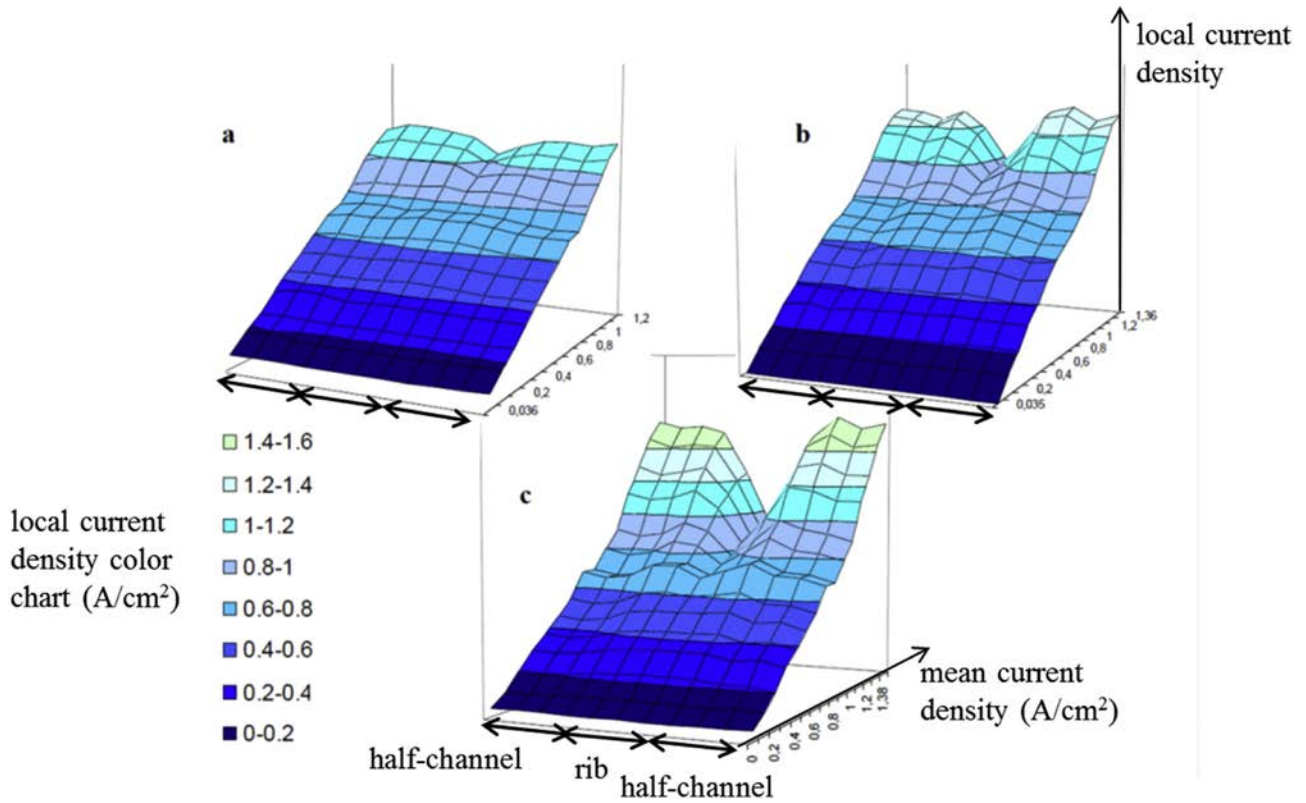 local current
density
a
b
1,2
1
0,8
0,6
0,4
0,2
0,036
1,36
1,2
1
0,8
0,6
0,4
0,2
0,035
1.4-1.6
1.2-1.4
1-1.2
0.8-1
0.6-0.8
0.4-0.6
0.2-0.4
0-0.2
local current
density color
chart (A/cm²)
c
mean current
density (A/cm²)
0
0,2
0,4
0,6
0,8
1
1,2
1,38
half-channel
rib
half-channel